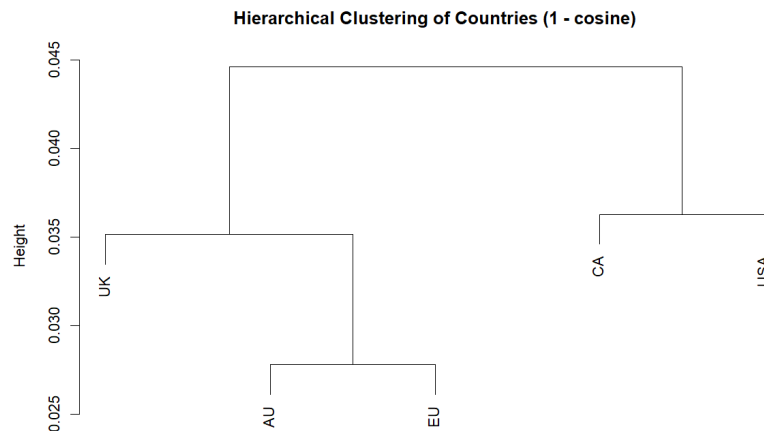 Hierarchical Clustering of Countries (1 - cosine)
0.045
0.040
0.035
0.030
0.025
Height
UK
AU
EU
CA
USA